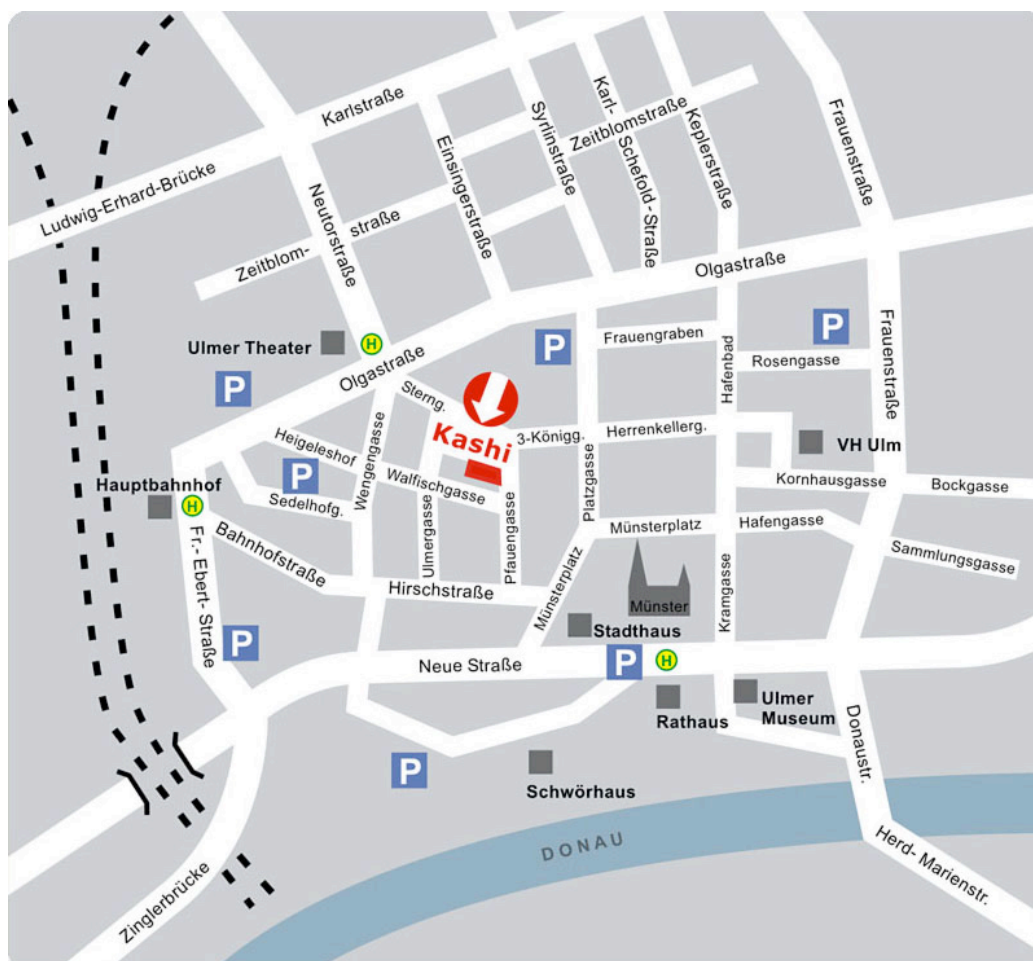 Karlstraße
Ludwig-Erhard-Brücke
Neutorstraße
Einsingerstraße
Syrlinstraße
Karl-
Schefold-Straße
Zeitblomstraße
Keplerstraße
Frauenstraße
Zeitblom-
straße
Olgastraße
Ulmer Theater
H
P
Olgastraße
P
P
Frauengraben
Hafenbad
Rosengasse
Frauenstraße
Sterng.
Kashi
3-Königg.
Herrenkellerg.
VH Ulm
Heigeleshof
Wengengasse
Walfischgasse
Platzgasse
Kornhausgasse
Bockgasse
Hauptbahnhof
H
P
Sedelhofg.
Ulmergasse
Pfauengasse
Münsterplatz
Hafengasse
Sammlungsgasse
Fr.- Ebert- Straße
Bahnhofstraße
Hirschstraße
Münsterplatz
Münster
Kramgasse
Stadthaus
P
Neue Straße
P
H
Rathaus
Ulmer
Museum
Donaustr.
P
Schwörhaus
DONAU
Herd- Marienstr.
Zinglerbrücke